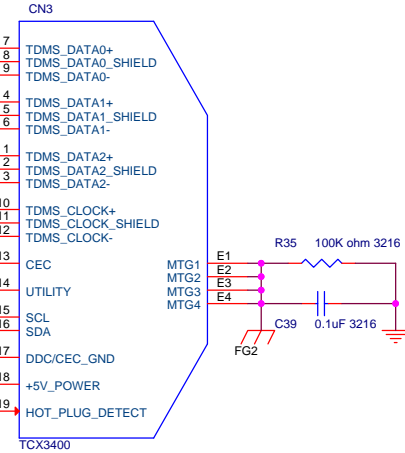 CN3
7 TDMS_DATA0+
8 TDMS_DATA0_SHIELD
9 TDMS_DATA0-
4 TDMS_DATA1+
5 TDMS_DATA1_SHIELD
6 TDMS_DATA1-
1 TDMS_DATA2+
2 TDMS_DATA2_SHIELD
3 TDMS_DATA2-
10 TDMS_CLOCK+
11 TDMS_CLOCK_SHIELD
12 TDMS_CLOCK-
13 CEC
14 UTILITY
15 SCL
16 SDA
17 DDC/CEC_GND
18 +5V_POWER
19 HOT_PLUG_DETECT
TCX3400
MTG1 E1
MTG2 E2
MTG3 E3
MTG4 E4
R35 100K ohm 3216
C39 0.1uF 3216
FG2